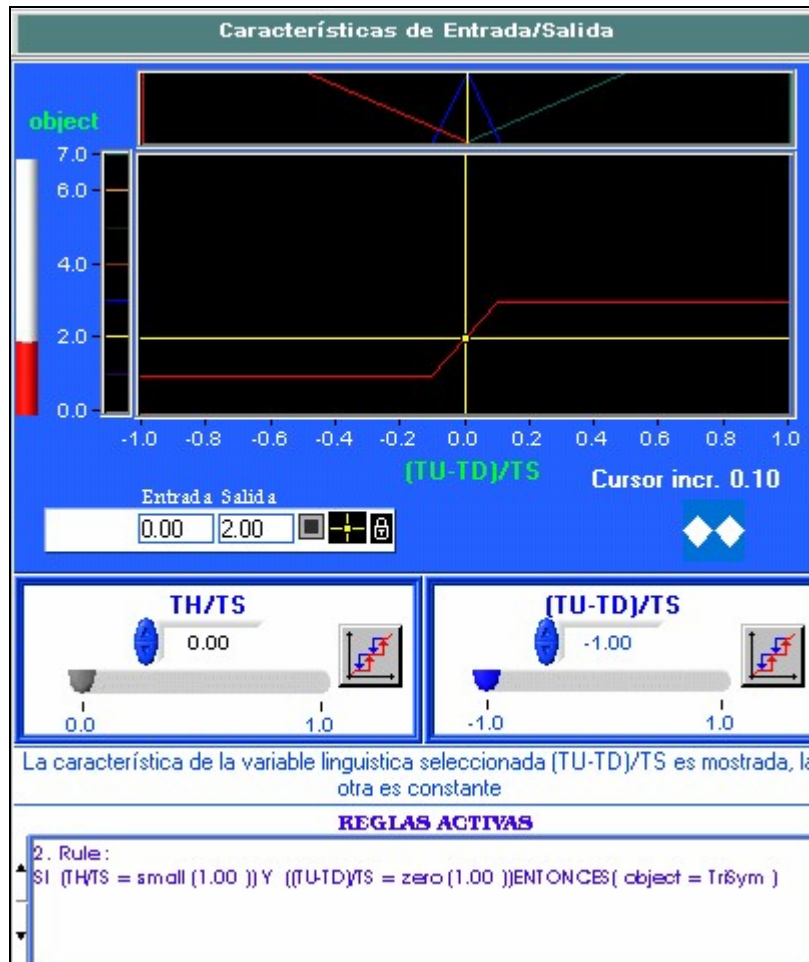 Características de Entrada/Salida
object
7.0
6.0
4.0
2.0
0.0
-1.0 -0.8 -0.6 -0.4 -0.2 0.0 0.2 0.4 0.6 0.8 1.0
(TU-TD)/TS
Cursor incr. 0.10
Entrada Salida
0.00 2.00
TH/TS
0.00
0.0 1.0
(TU-TD)/TS
-1.00
-1.0 1.0
La característica de la variable linguistica seleccionada (TU-TD)/TS es mostrada, la
otra es constante
REGLAS ACTIVAS
2. Rule:
SI (TH/TS = small (1.00 )) Y ((TU-TD)/TS = zero (1.00 ))ENTONCES( object = TriSym )